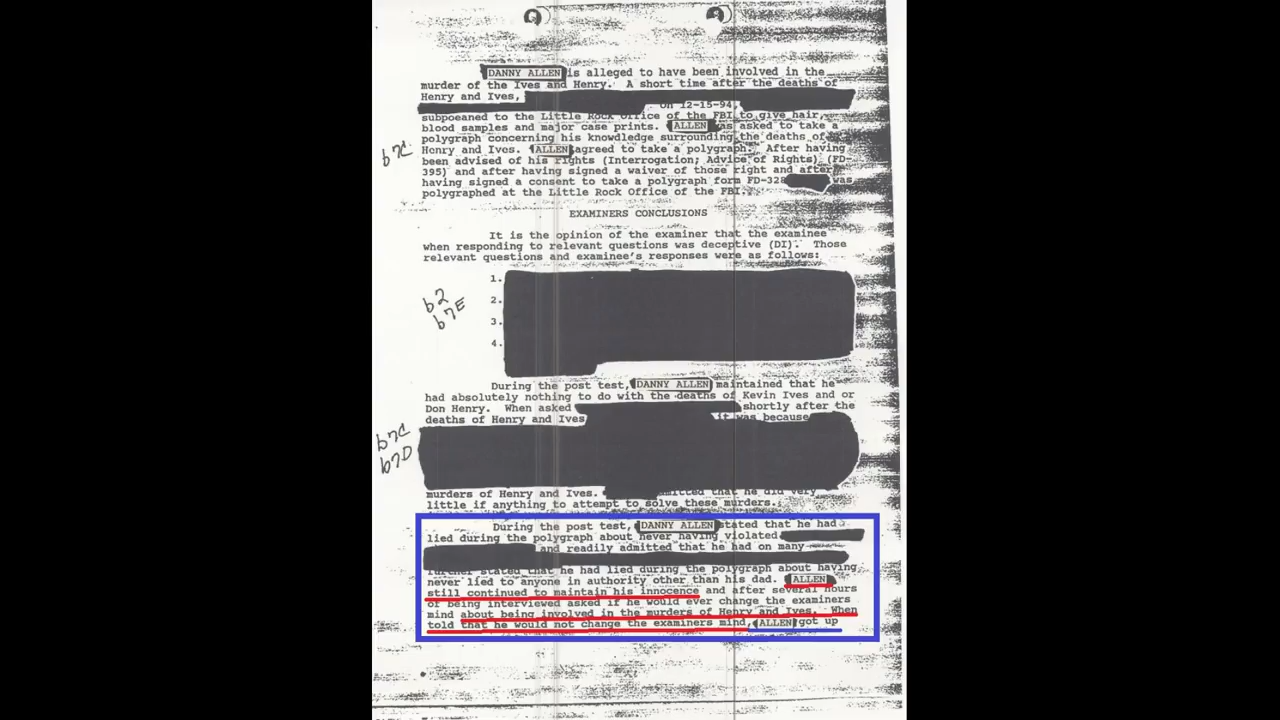 DANNY ALLEN is alleged to have been involved in the
murder of the Ives and Henry. A short time after the deaths of
Henry and Ives,
on 12-15-94,
subpoenaed to the Little Rock Office of the FBI to give hair,
blood samples and major case prints. ALLEN was asked to take a
polygraph concerning his knowledge surrounding the deaths of
Henry and Ives. ALLEN agreed to take a polygraph. After having
b7C
been advised of his rights (Interrogation; Advice of Rights) (FD-
395) and after having signed a waiver of those right and after
having signed a consent to take a polygraph form FD-328 was
polygraphed at the Little Rock Office of the FBI.
EXAMINERS CONCLUSIONS
It is the opinion of the examiner that the examinee
when responding to relevant questions was deceptive (DI). Those
relevant questions and examinee's responses were as follows:
1.
2.
b2
b7E
3.
4.
During the post test, DANNY ALLEN maintained that he
had absolutely nothing to do with the deaths of Kevin Ives and or
Don Henry. When asked shortly after the
deaths of Henry and Ives it was because
b7C
b7D
murders of Henry and Ives. admitted that he did very
little if anything to attempt to solve these murders.
During the post test, DANNY ALLEN stated that he had
lied during the polygraph about never having violated
and readily admitted that he had on many
further stated that he had lied during the polygraph about having
never lied to anyone in authority other than his dad. ALLEN
still continued to maintain his innocence and after several hours
of being interviewed asked if he would ever change the examiners
mind about being involved in the murders of Henry and Ives. When
told that he would not change the examiners mind, ALLEN got up